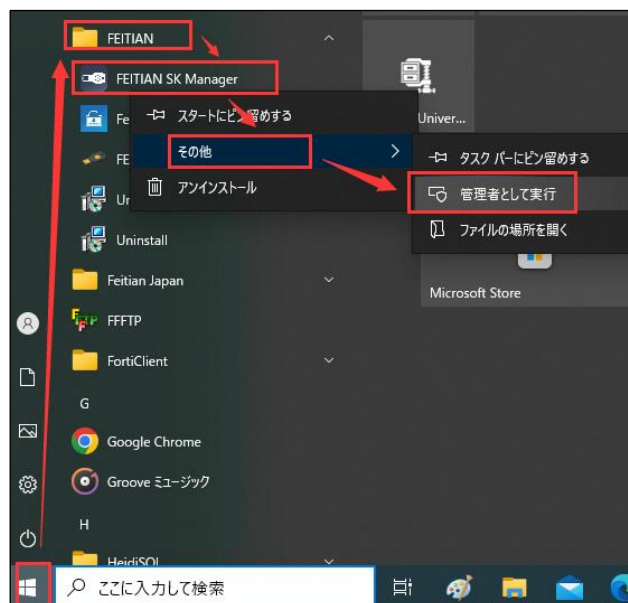 FEITIAN
FEITIAN SK Manager
Fe
スタートにピン留めする
Univer...
FE
その他
タスク バーにピン留めする
Un
アンインストール
管理者として実行
Uninstall
ファイルの場所を開く
Feitian Japan
Microsoft Store
FFFTP
FortiClient
G
Google Chrome
Groove ミュージック
H
HeidiSQL
ここに入力して検索